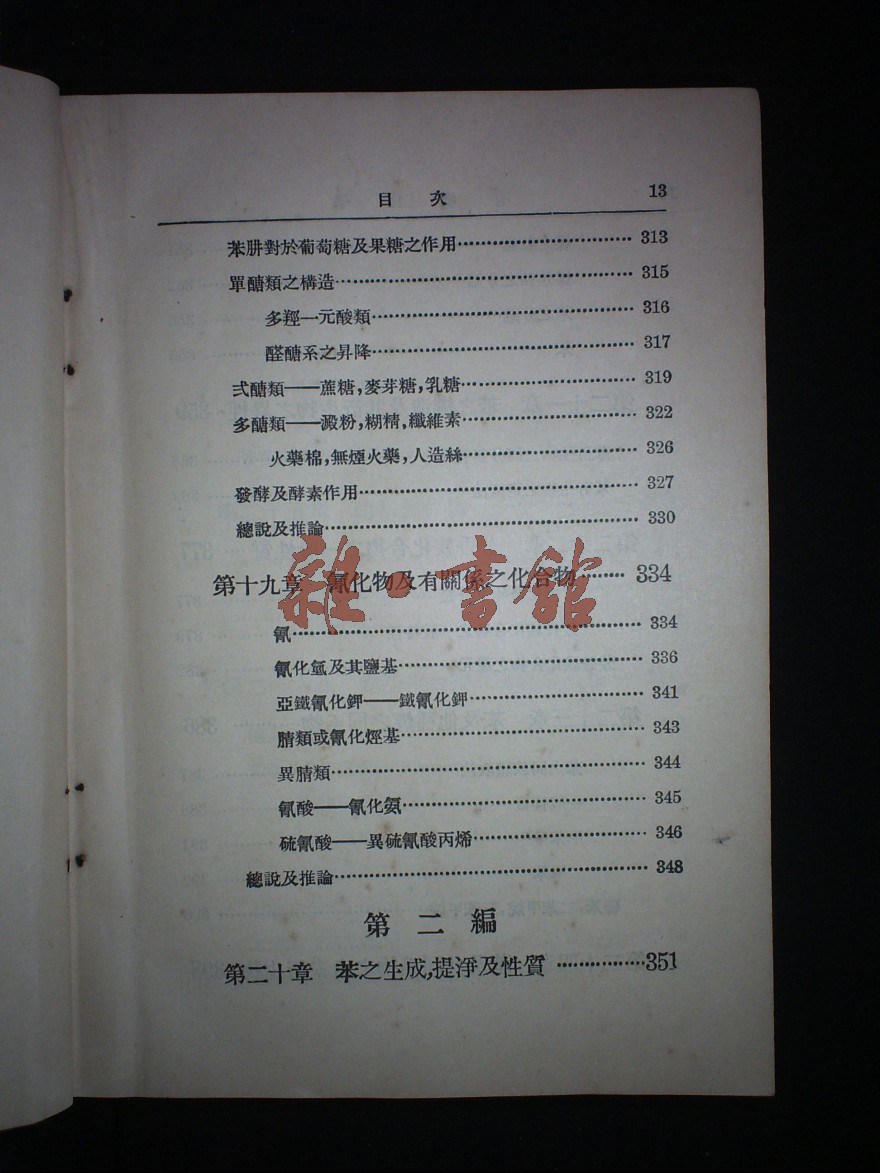 目 次 13
苯肼對於葡萄糖及果糖之作用 313
單醣類之構造 315
多羥一元酸類 316
醛醣系之昇降 317
弍醣類——蔗糖,麥芽糖,乳糖 319
多醣類——澱粉,糊精,纖維素 322
火藥棉,無煙火藥,人造絲 326
發酵及酵素作用 327
總說及推論 330
第十九章 氰化物及有關係之化合物 334
雜·書館
氰 334
氰化氫及其鹽基 336
亞鐵氰化鉀——鐵氰化鉀 341
腈類或氰化烴基 343
異腈類 344
氰酸——氰化氨 345
硫氰酸——異硫氰酸丙烯 346
總說及推論 348
第二編
第二十章 苯之生成,提淨及性質 351